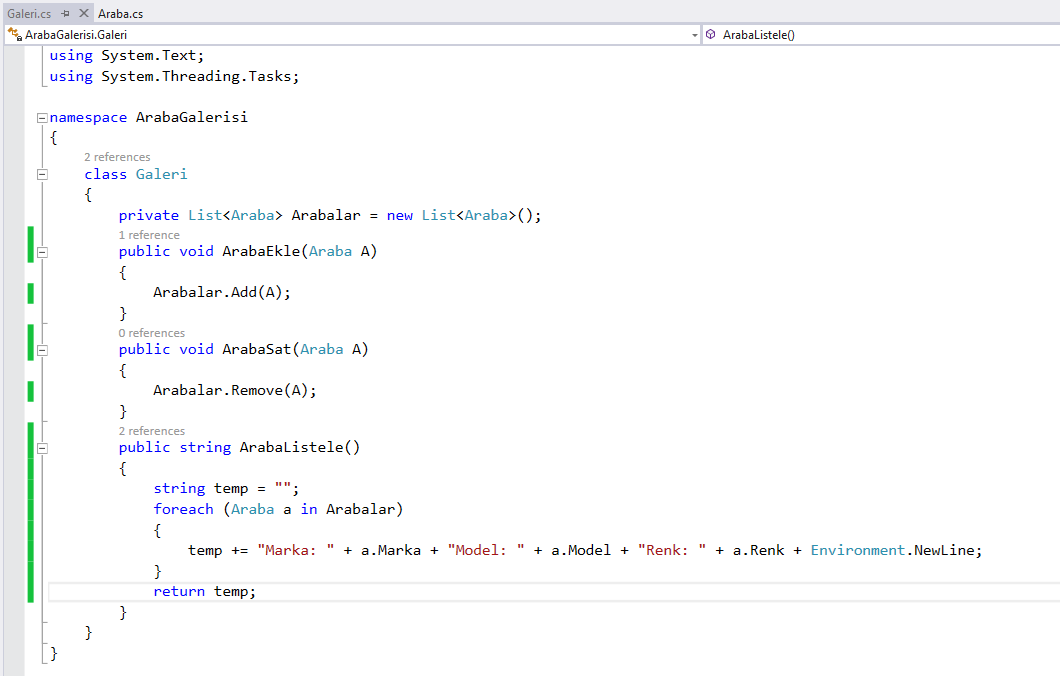 Galeri.cs Araba.cs
ArabaGalerisi.Galeri ArabaListele()
using System.Text;
using System.Threading.Tasks;
namespace ArabaGalerisi
{
2 references
class Galeri
{
private List<Araba> Arabalar = new List<Araba>();
1 reference
public void ArabaEkle(Araba A)
{
Arabalar.Add(A);
}
0 references
public void ArabaSat(Araba A)
{
Arabalar.Remove(A);
}
2 references
public string ArabaListele()
{
string temp = "";
foreach (Araba a in Arabalar)
{
temp += "Marka: " + a.Marka + "Model: " + a.Model + "Renk: " + a.Renk + Environment.NewLine;
}
return temp;
}
}
}